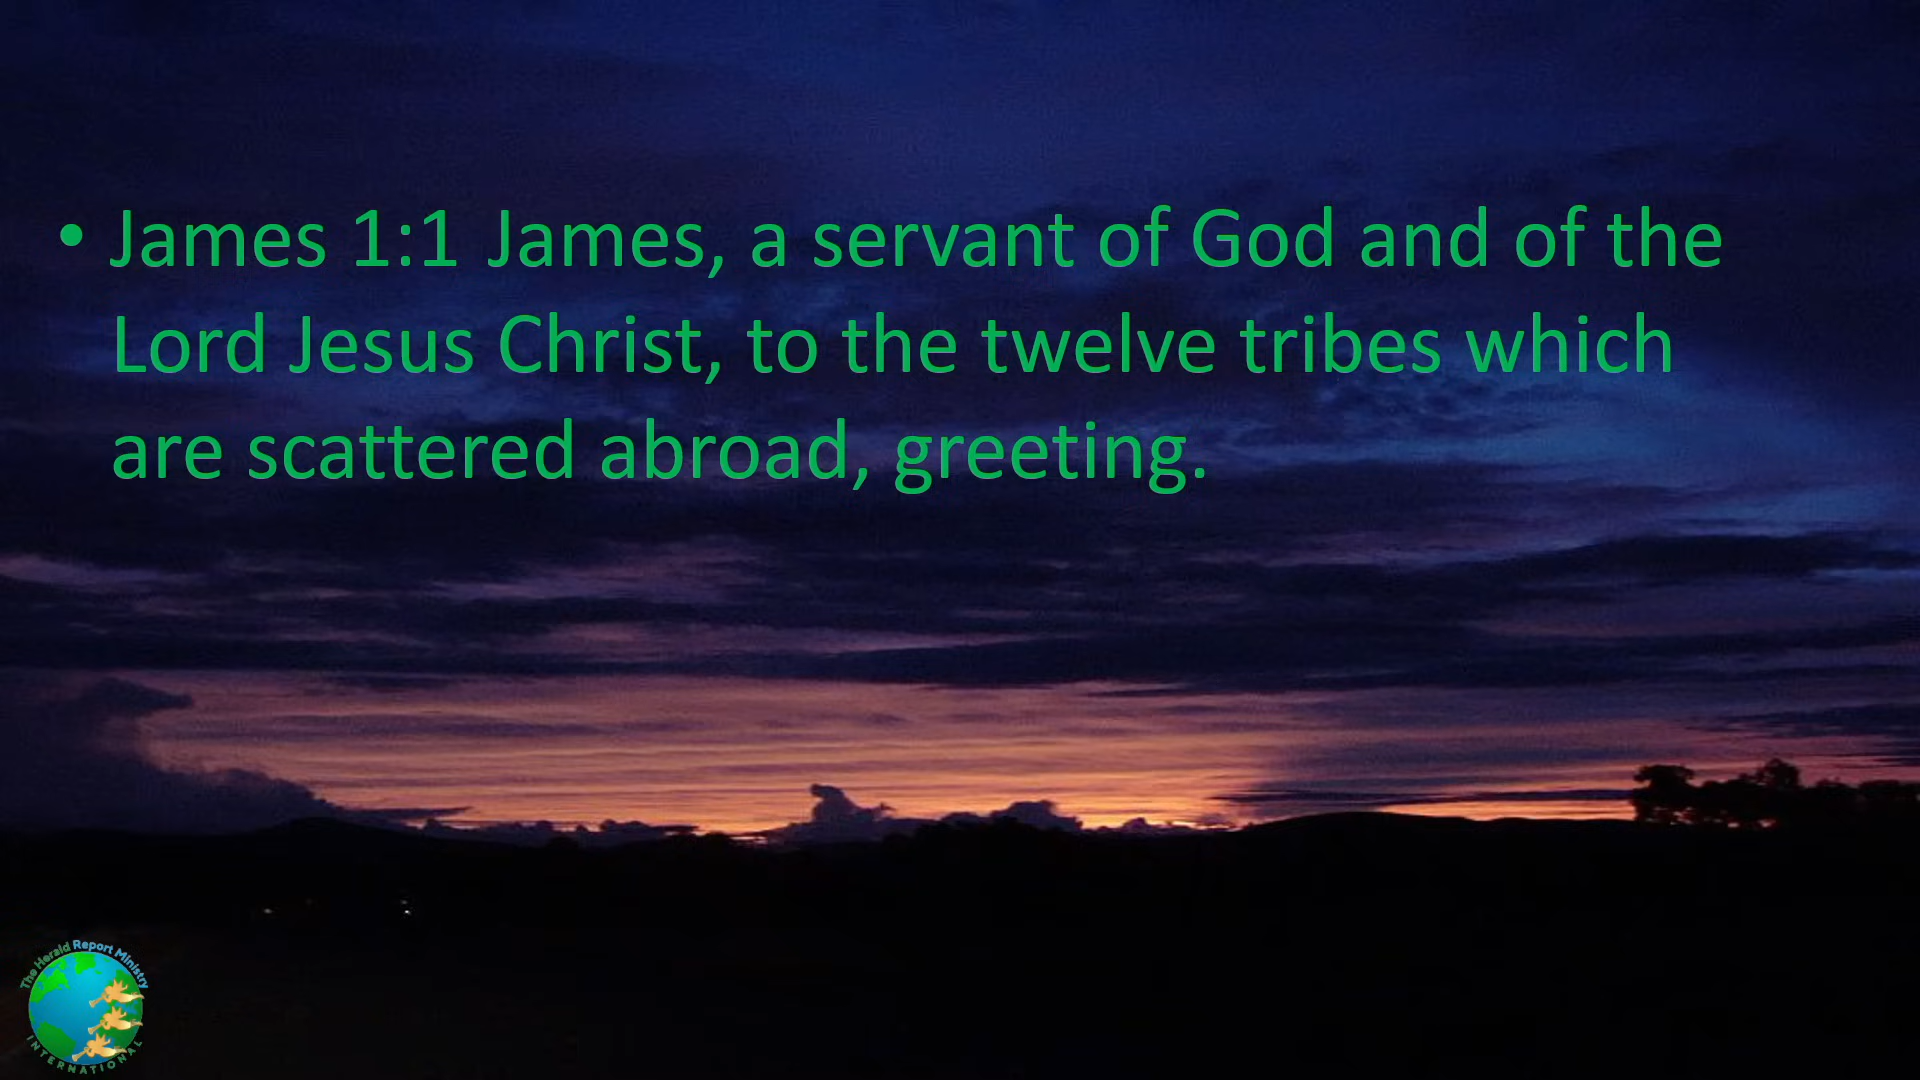 • James 1:1 James, a servant of God and of the
Lord Jesus Christ, to the twelve tribes which
are scattered abroad, greeting.
The Herald Report Ministry
INTERNATIONAL